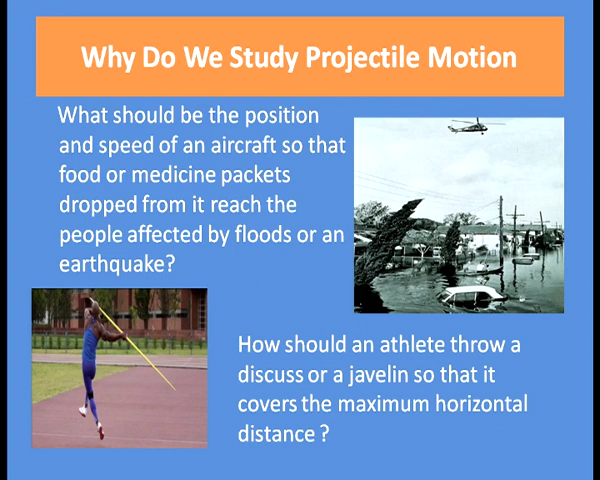 Why Do We Study Projectile Motion
What should be the position
and speed of an aircraft so that
food or medicine packets
dropped from it reach the
people affected by floods or an
earthquake?
How should an athlete throw a
discuss or a javelin so that it
covers the maximum horizontal
distance ?